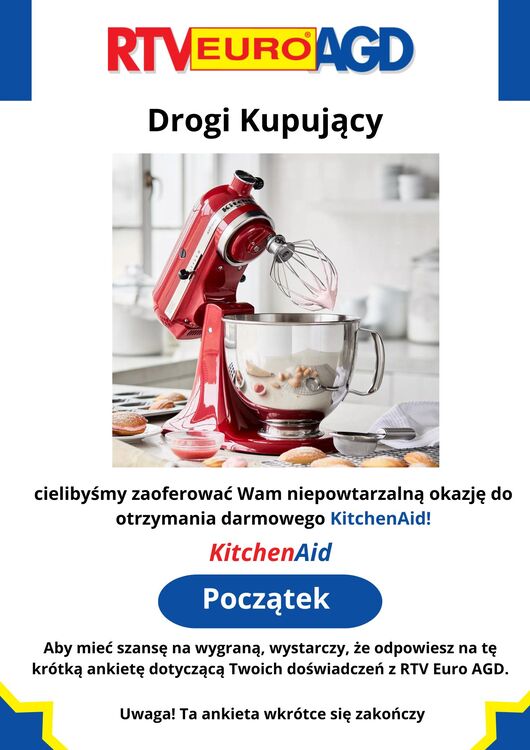 RTV EURO® AGD
Drogi Kupujący
KitchenAid
cielibyśmy zaoferować Wam niepowtarzalną okazję do
otrzymania darmowego KitchenAid!
KitchenAid
Początek
Aby mieć szansę na wygraną, wystarczy, że odpowiesz na tę
krótką ankietę dotyczącą Twoich doświadczeń z RTV Euro AGD.
Uwaga! Ta ankieta wkrótce się zakończy